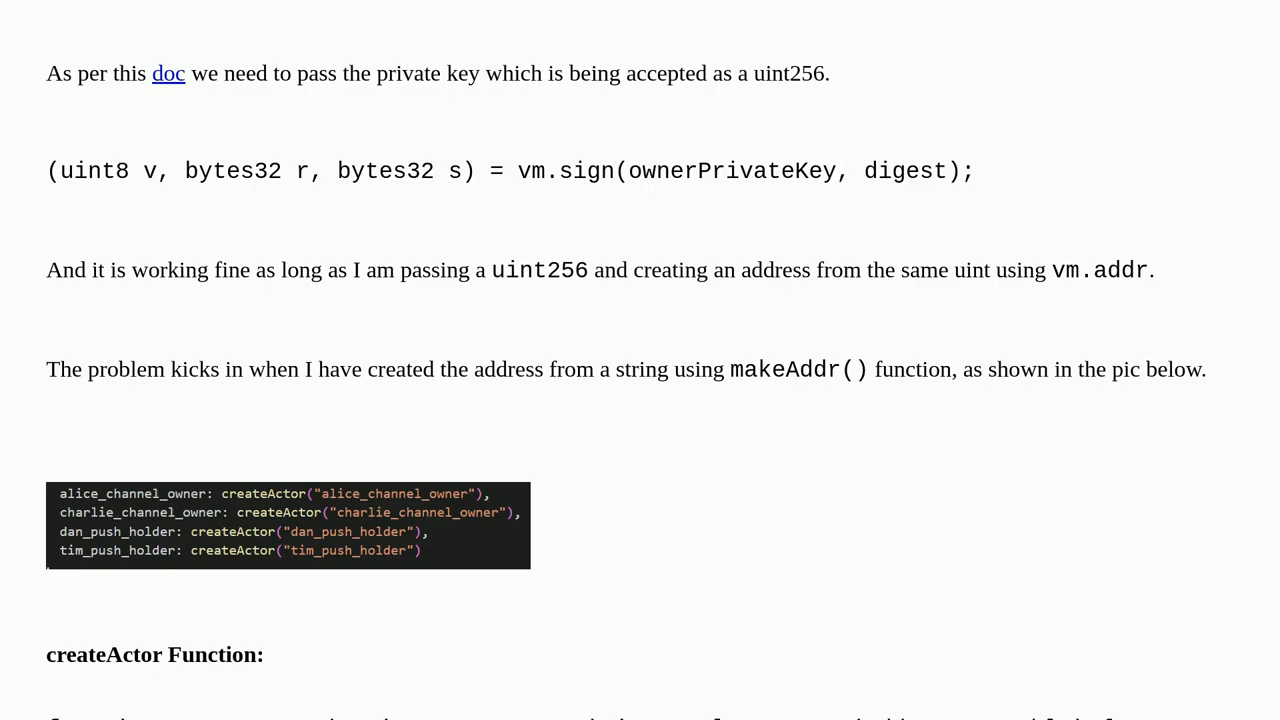 As per this doc we need to pass the private key which is being accepted as a uint256.
(uint8 v, bytes32 r, bytes32 s) = vm.sign(ownerPrivateKey, digest);
And it is working fine as long as I am passing a uint256 and creating an address from the same uint using vm.addr.
The problem kicks in when I have created the address from a string using makeAddr() function, as shown in the pic below.
alice_channel_owner: createActor("alice_channel_owner"),
charlie_channel_owner: createActor("charlie_channel_owner"),
dan_push_holder: createActor("dan_push_holder"),
tim_push_holder: createActor("tim_push_holder")
createActor Function: